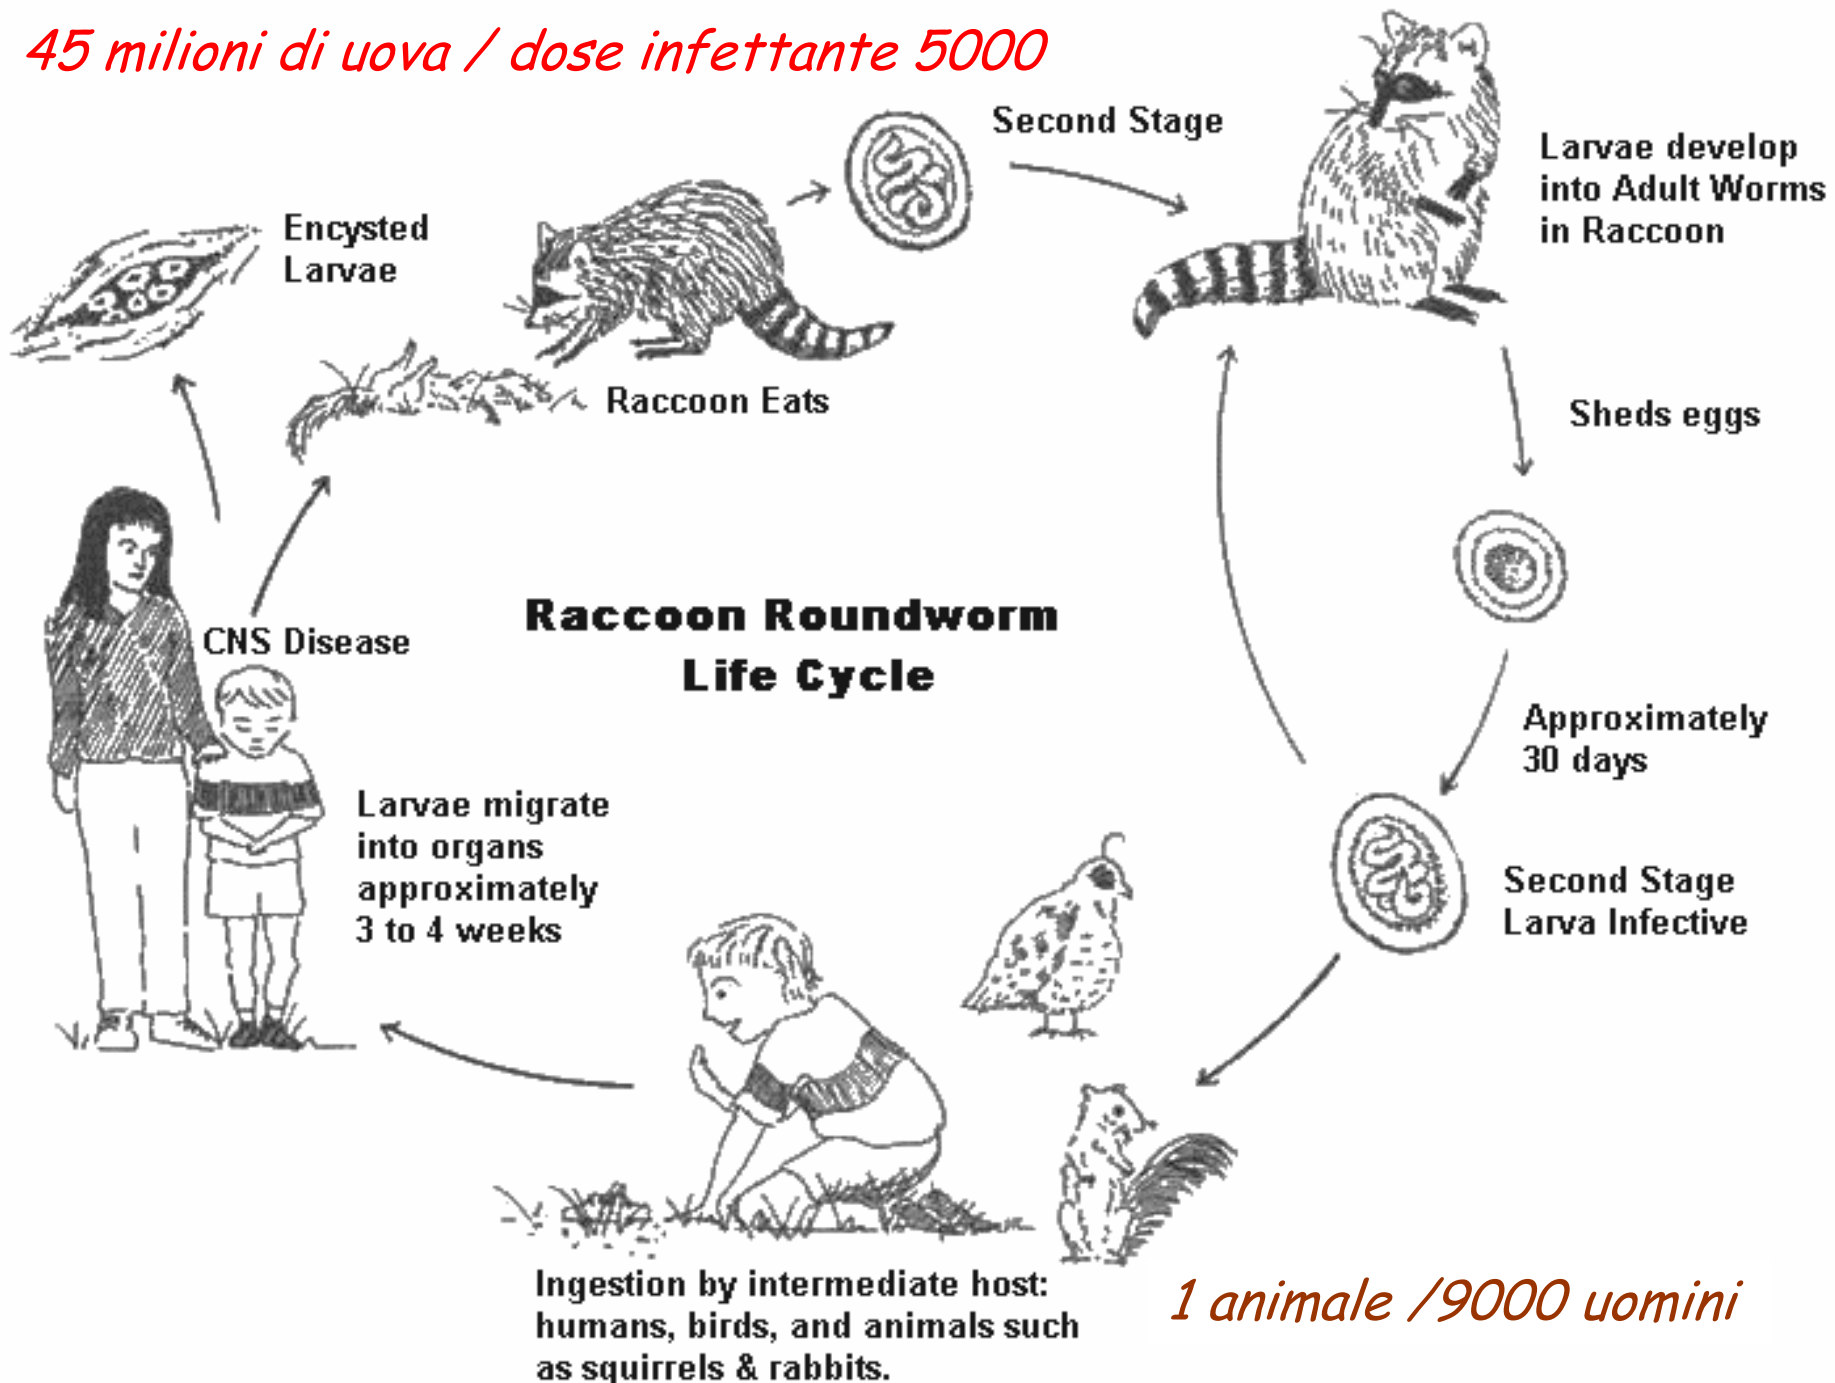 45 milioni di uova / dose infettante 5000
Second Stage
Larvae develop
into Adult Worms
in Raccoon
Encysted
Larvae
Raccoon Eats
Sheds eggs
Raccoon Roundworm
Life Cycle
CNS Disease
Approximately
30 days
Larvae migrate
into organs
approximately
3 to 4 weeks
Second Stage
Larva Infective
Ingestion by intermediate host:
humans, birds, and animals such
as squirrels & rabbits.
1 animale /9000 uomini